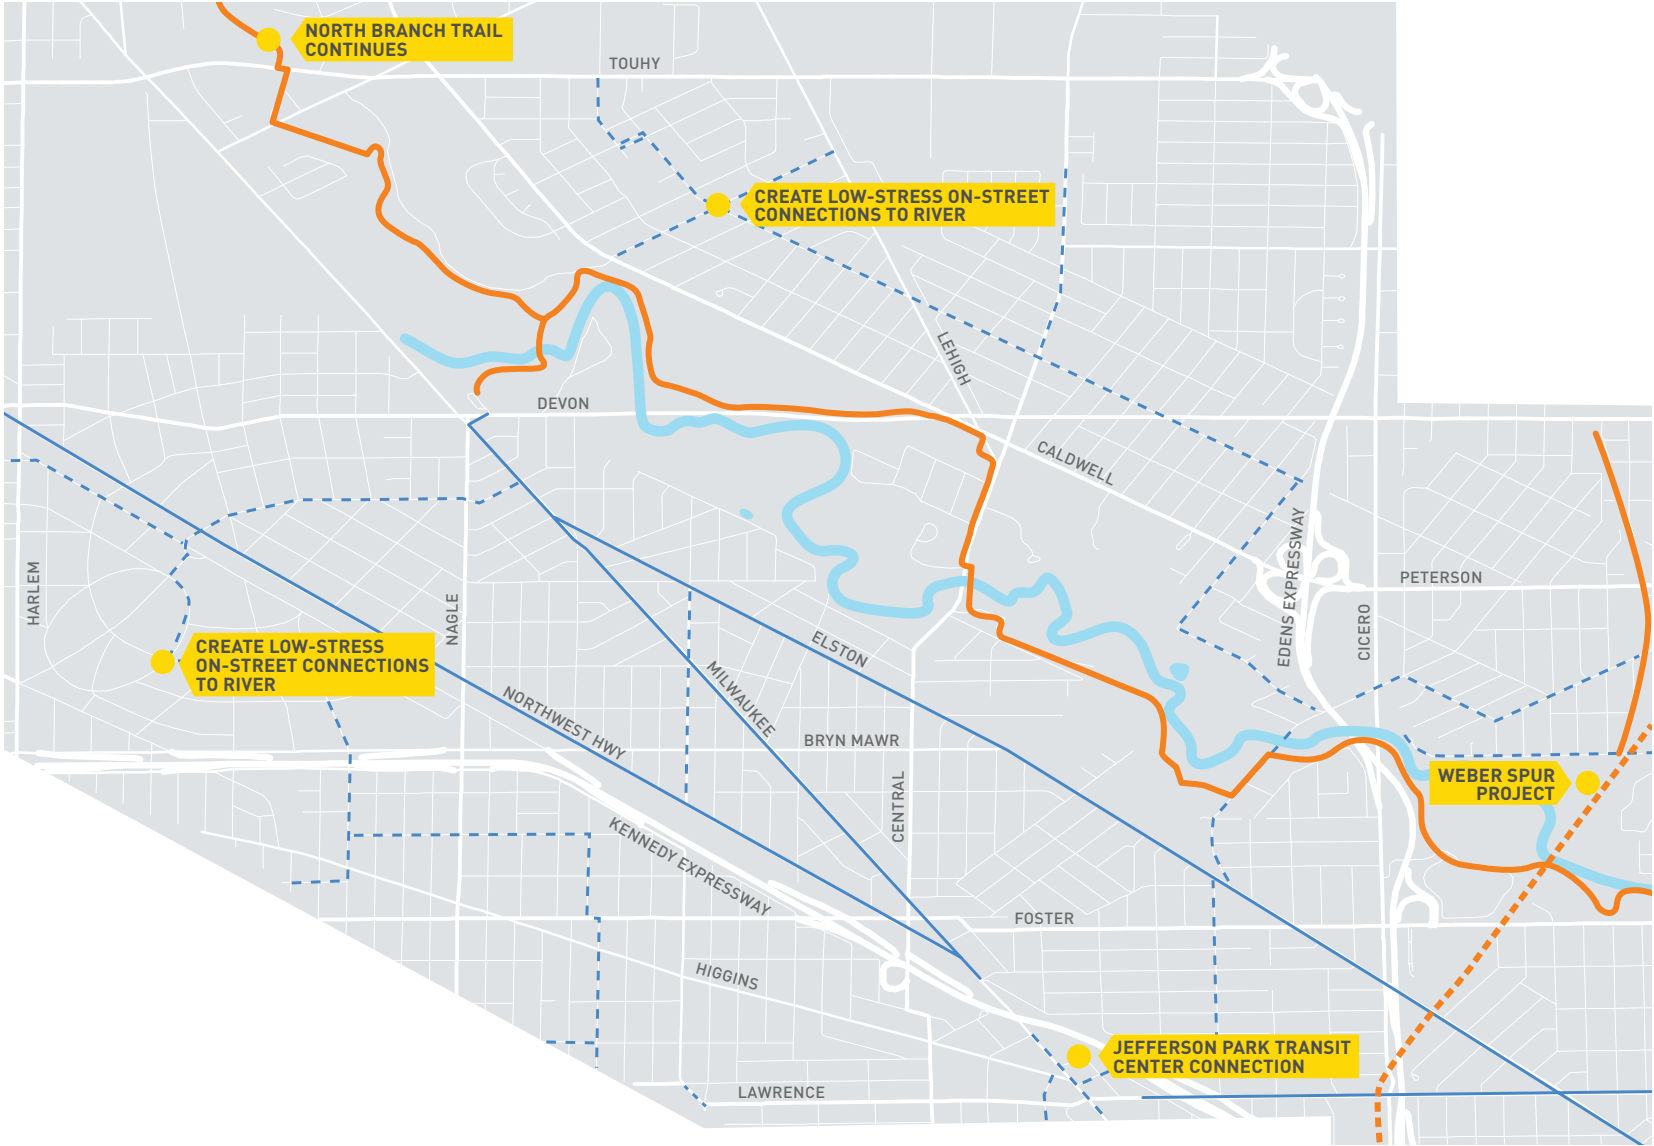 NORTH BRANCH TRAIL
CONTINUES
TOUHY
CREATE LOW-STRESS ON-STREET
CONNECTIONS TO RIVER
LEHIGH
DEVON
CALDWELL
EDENS EXPRESSWAY
PETERSON
CICERO
HARLEM
NAGLE
CREATE LOW-STRESS
ON-STREET CONNECTIONS
TO RIVER
ELSTON
MILWAUKEE
NORTHWEST HWY
BRYN MAWR
CENTRAL
WEBER SPUR
PROJECT
KENNEDY EXPRESSWAY
FOSTER
HIGGINS
JEFFERSON PARK TRANSIT
CENTER CONNECTION
LAWRENCE